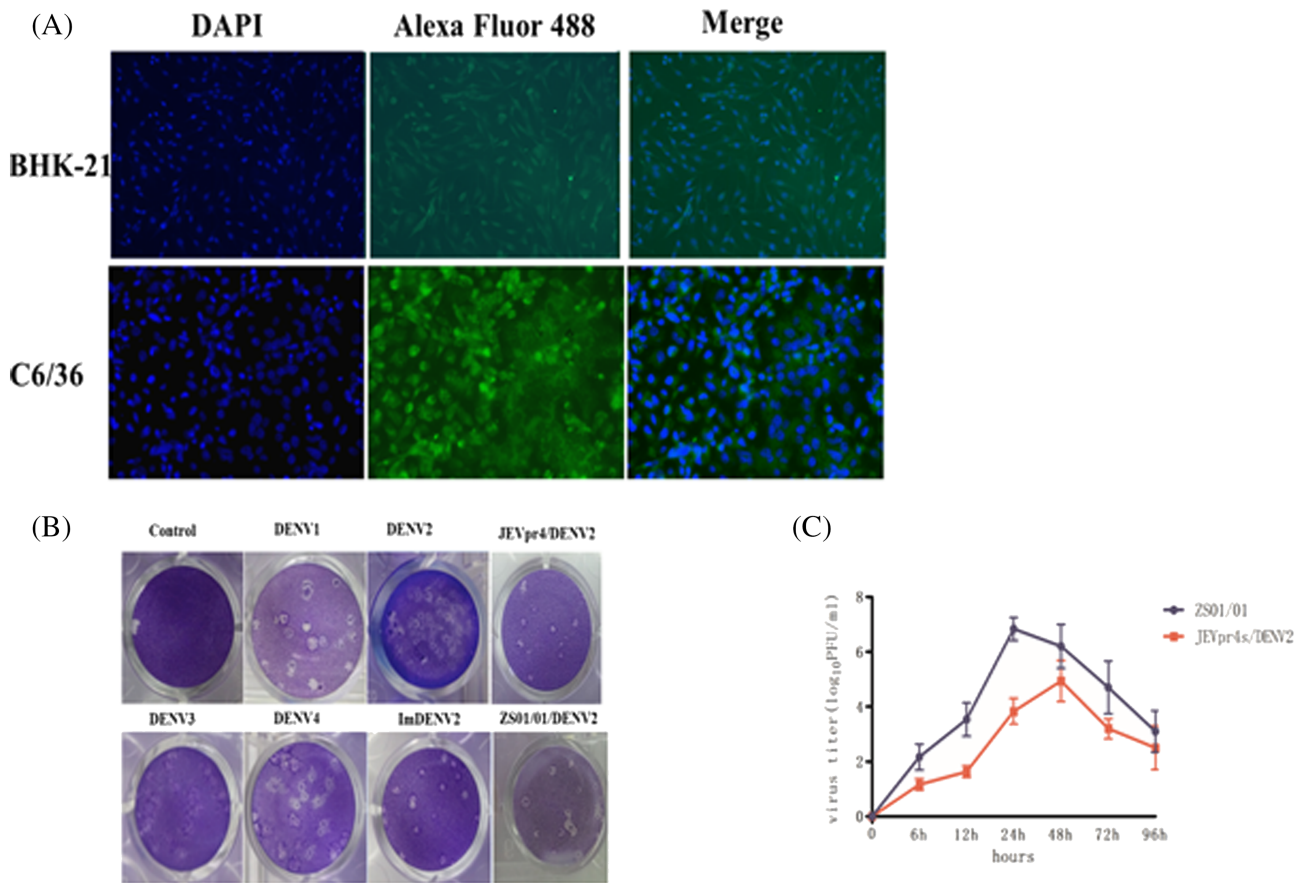 (A)
DAPI Alexa Fluor 488 Merge
BHK-21
C6/36
(B)
Control DENV1 DENV2 JEVpr4/DENV2
DENV3 DENV4 ImDENV2 ZS01/01/DENV2
(C)
virus titer(log10PFU/ml)
8
6
4
2
0
0 6h 12h 24h 48h 72h 96h
hours
ZS01/01
JEVpr4s/DENV2